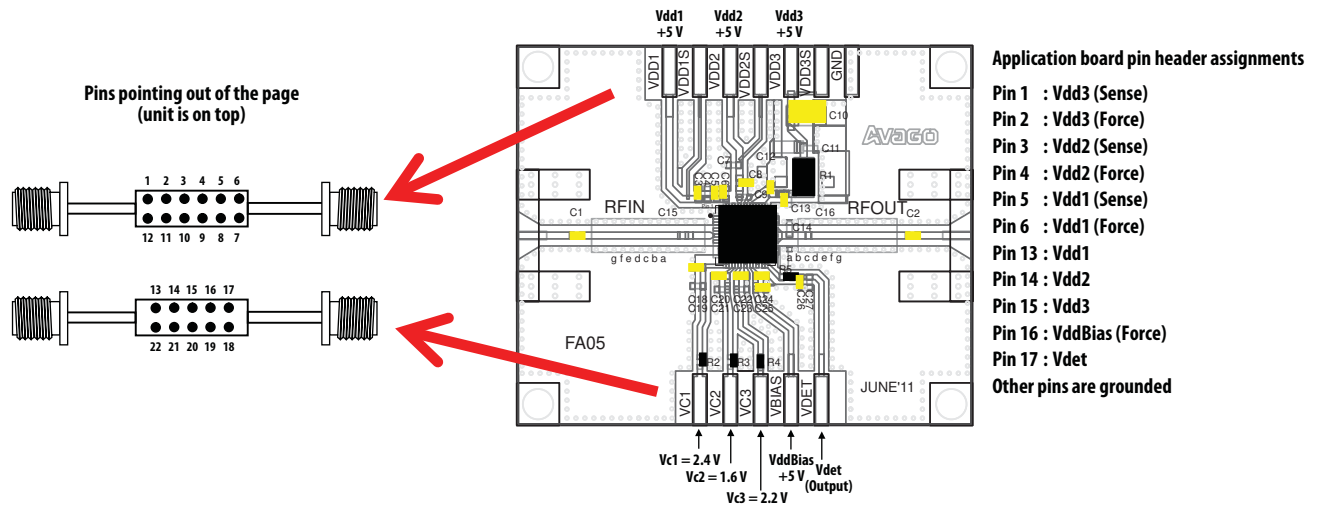 Vdd1 Vdd2 Vdd3
+5 V +5 V +5 V
Pins pointing out of the page
(unit is on top)
1 2 3 4 5 6
12 11 10 9 8 7
13 14 15 16 17
22 21 20 19 18
VDD1 VDD1S VDD2 VDD2S VDD3 VDD3S GND
C10
AVAGO
C11
C12
C7
C8
R1
C9
C13
C14
C1 RFIN C15 C16 RFOUT C2
gfedcba abcdefg
C18 C20 C22 C24
C19 C21 C23 C25
C26 C27
FA05
R2 R3 R4
JUNE'11
VC1 VC2 VC3 VBIAS VDET
Vc1 = 2.4 V
Vc2 = 1.6 V
Vc3 = 2.2 V
VddBias
+5 V
Vdet
(Output)
Application board pin header assignments
Pin 1 : Vdd3 (Sense)
Pin 2 : Vdd3 (Force)
Pin 3 : Vdd2 (Sense)
Pin 4 : Vdd2 (Force)
Pin 5 : Vdd1 (Sense)
Pin 6 : Vdd1 (Force)
Pin 13 : Vdd1
Pin 14 : Vdd2
Pin 15 : Vdd3
Pin 16 : VddBias (Force)
Pin 17 : Vdet
Other pins are grounded